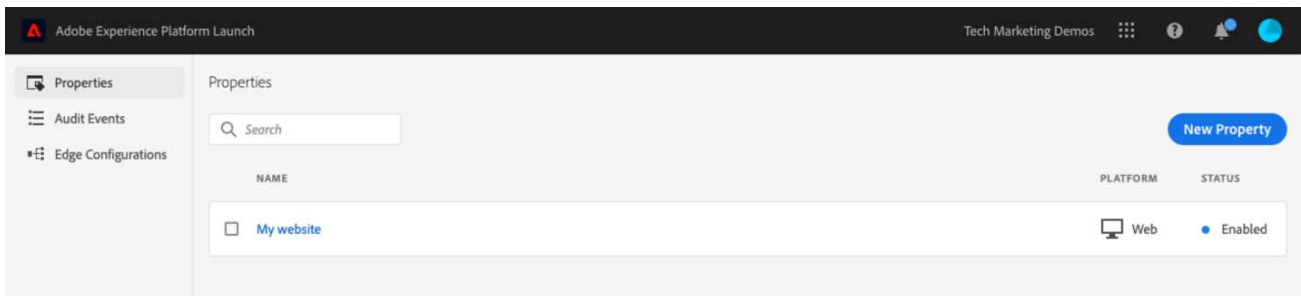 Adobe Experience Platform Launch
Tech Marketing Demos
Properties
Audit Events
Edge Configurations
Properties
Search
New Property
NAME PLATFORM STATUS
My website Web Enabled